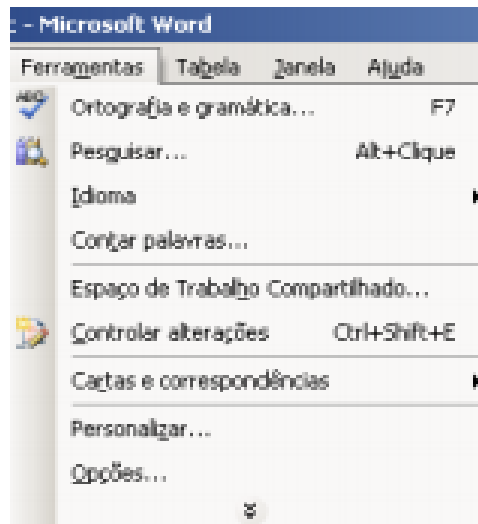 : - Microsoft Word
Ferramentas Tabela Janela Ajuda
Ortografia e gramática... F7
Pesquisar... Alt+Clique
Idioma
Contar palavras...
Espaço de Trabalho Compartilhado...
Controlar alterações Ctrl+Shift+E
Cartas e correspondências
Personalizar...
Opções...